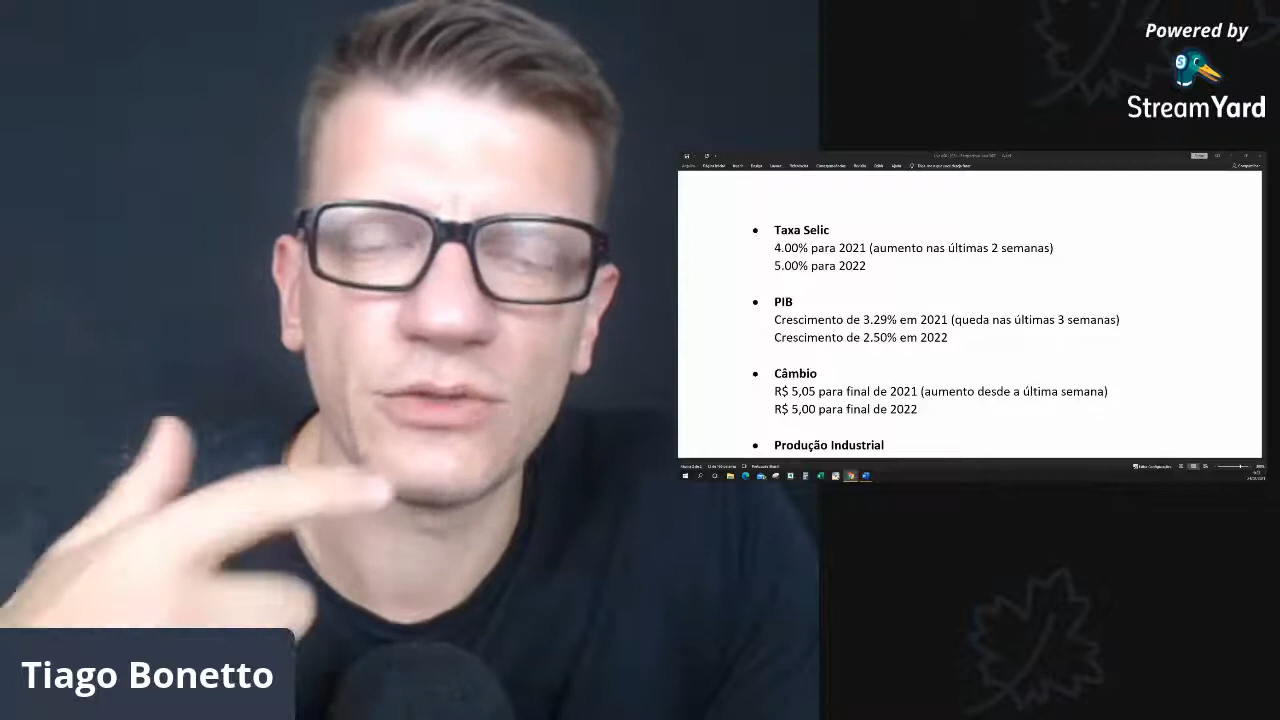 Powered by
StreamYard
Taxa Selic
4.00% para 2021 (aumento nas últimas 2 semanas)
5.00% para 2022
PIB
Crescimento de 3.29% em 2021 (queda nas últimas 3 semanas)
Crescimento de 2.50% em 2022
Câmbio
R$ 5,05 para final de 2021 (aumento desde a última semana)
R$ 5,00 para final de 2022
Produção Industrial
Tiago Bonetto